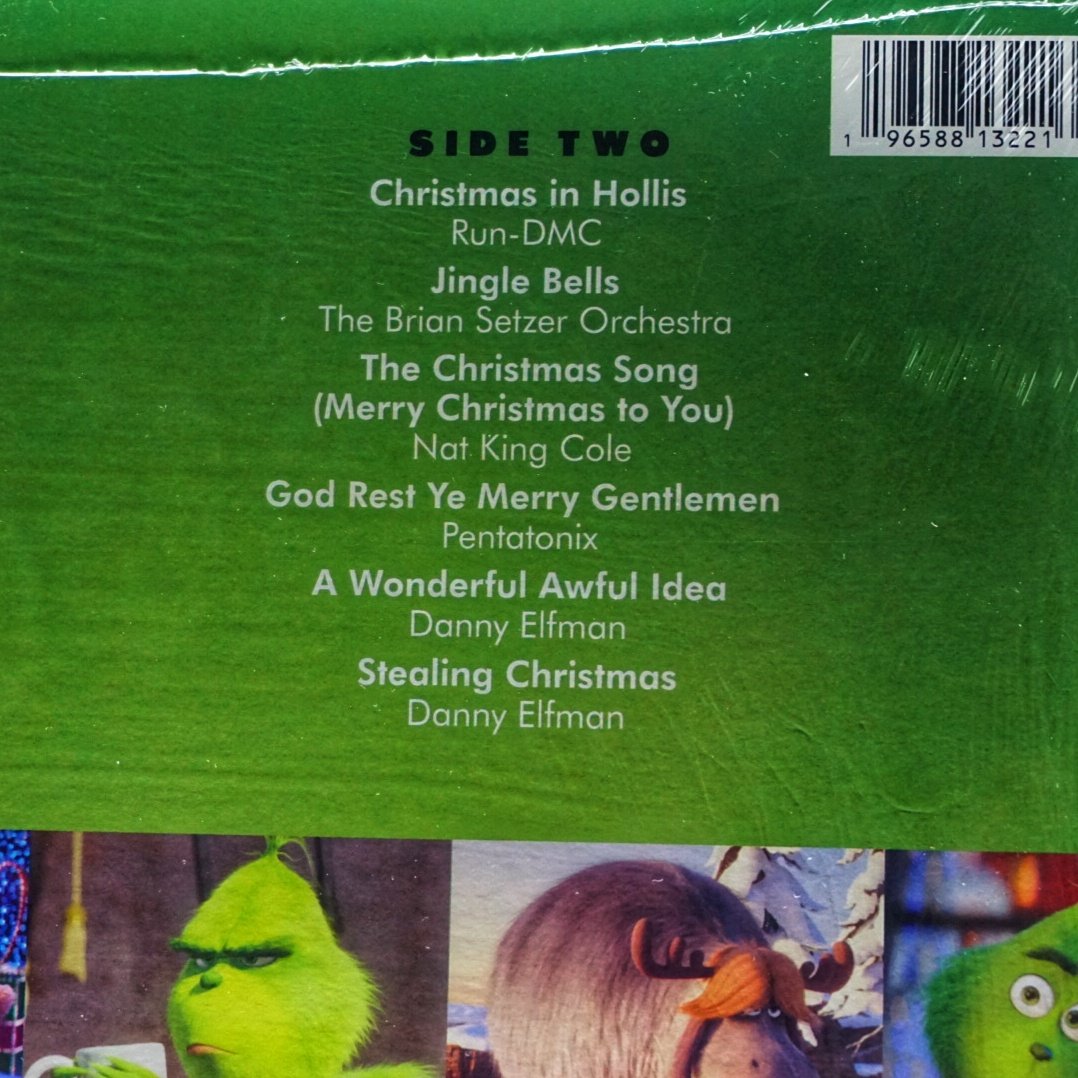 1 96588 13221
SIDE TWO
Christmas in Hollis
Run-DMC
Jingle Bells
The Brian Setzer Orchestra
The Christmas Song
(Merry Christmas to You)
Nat King Cole
God Rest Ye Merry Gentlemen
Pentatonix
A Wonderful Awful Idea
Danny Elfman
Stealing Christmas
Danny Elfman